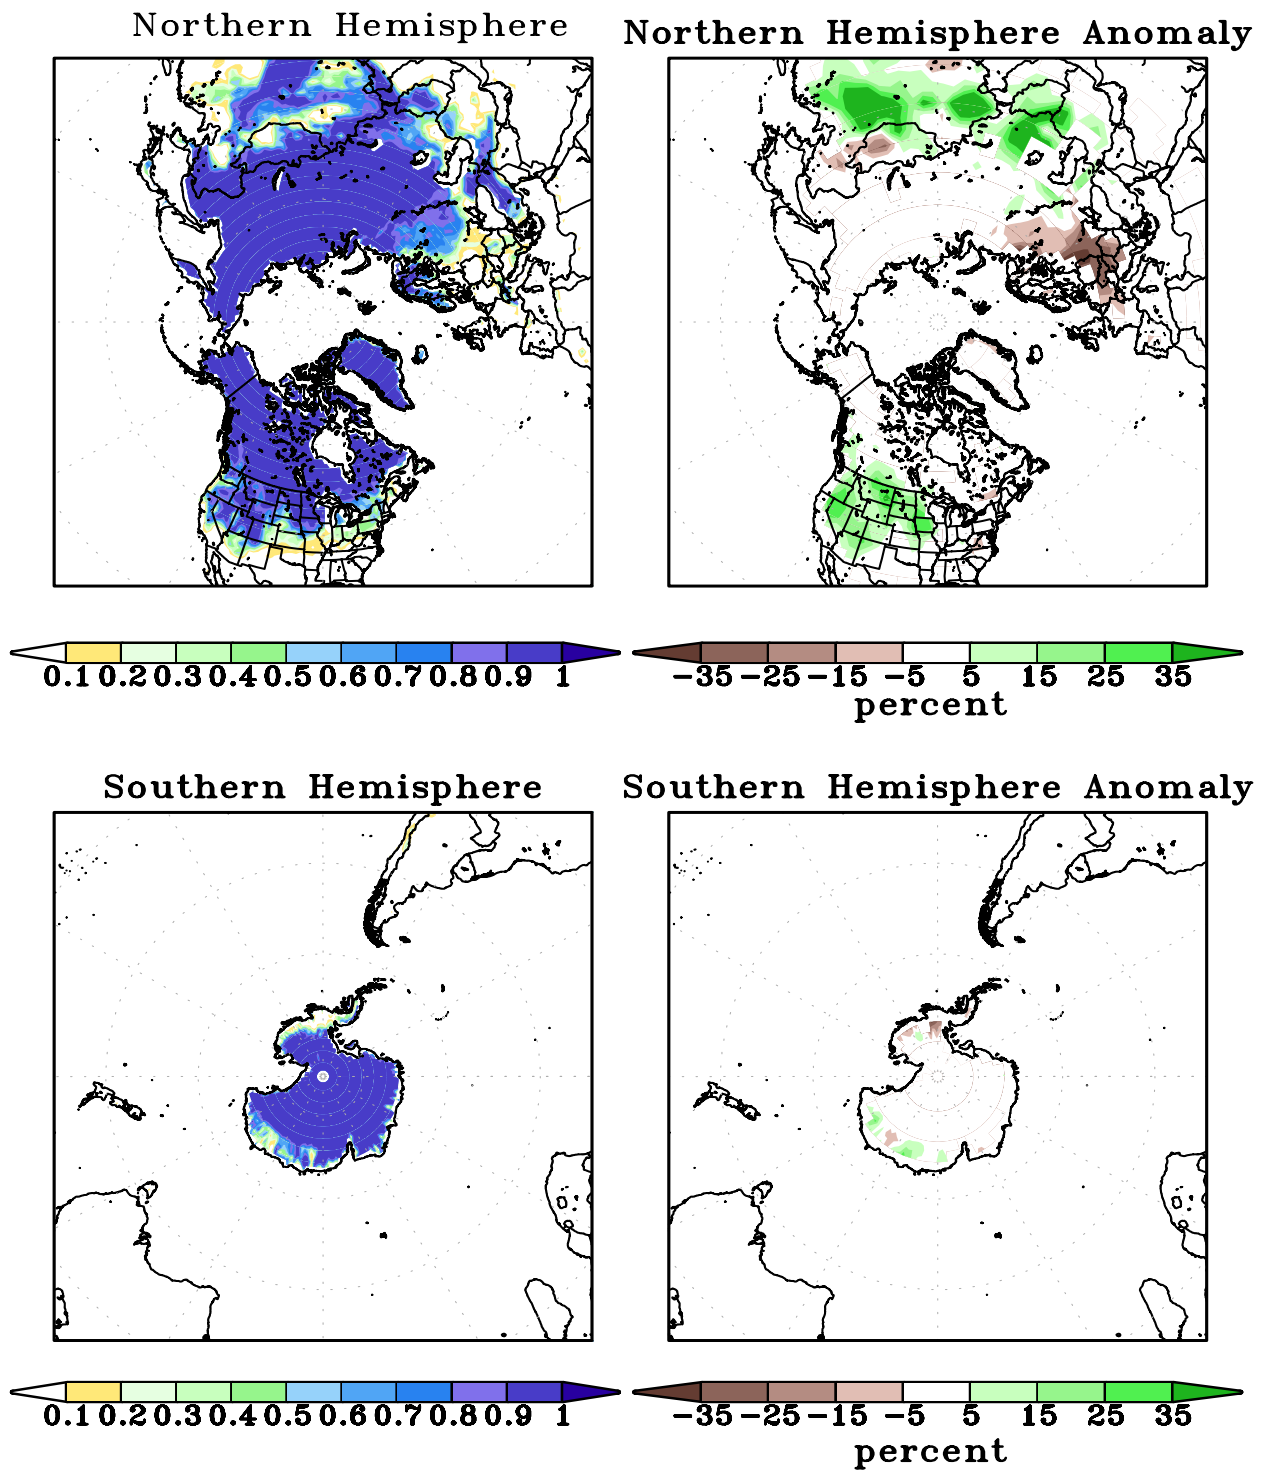 Northern Hemisphere
Northern Hemisphere Anomaly
0.1 0.2 0.3 0.4 0.5 0.6 0.7 0.8 0.9 1
-35 -25 -15 -5 5 15 25 35
percent
Southern Hemisphere
Southern Hemisphere Anomaly
0.1 0.2 0.3 0.4 0.5 0.6 0.7 0.8 0.9 1
-35 -25 -15 -5 5 15 25 35
percent